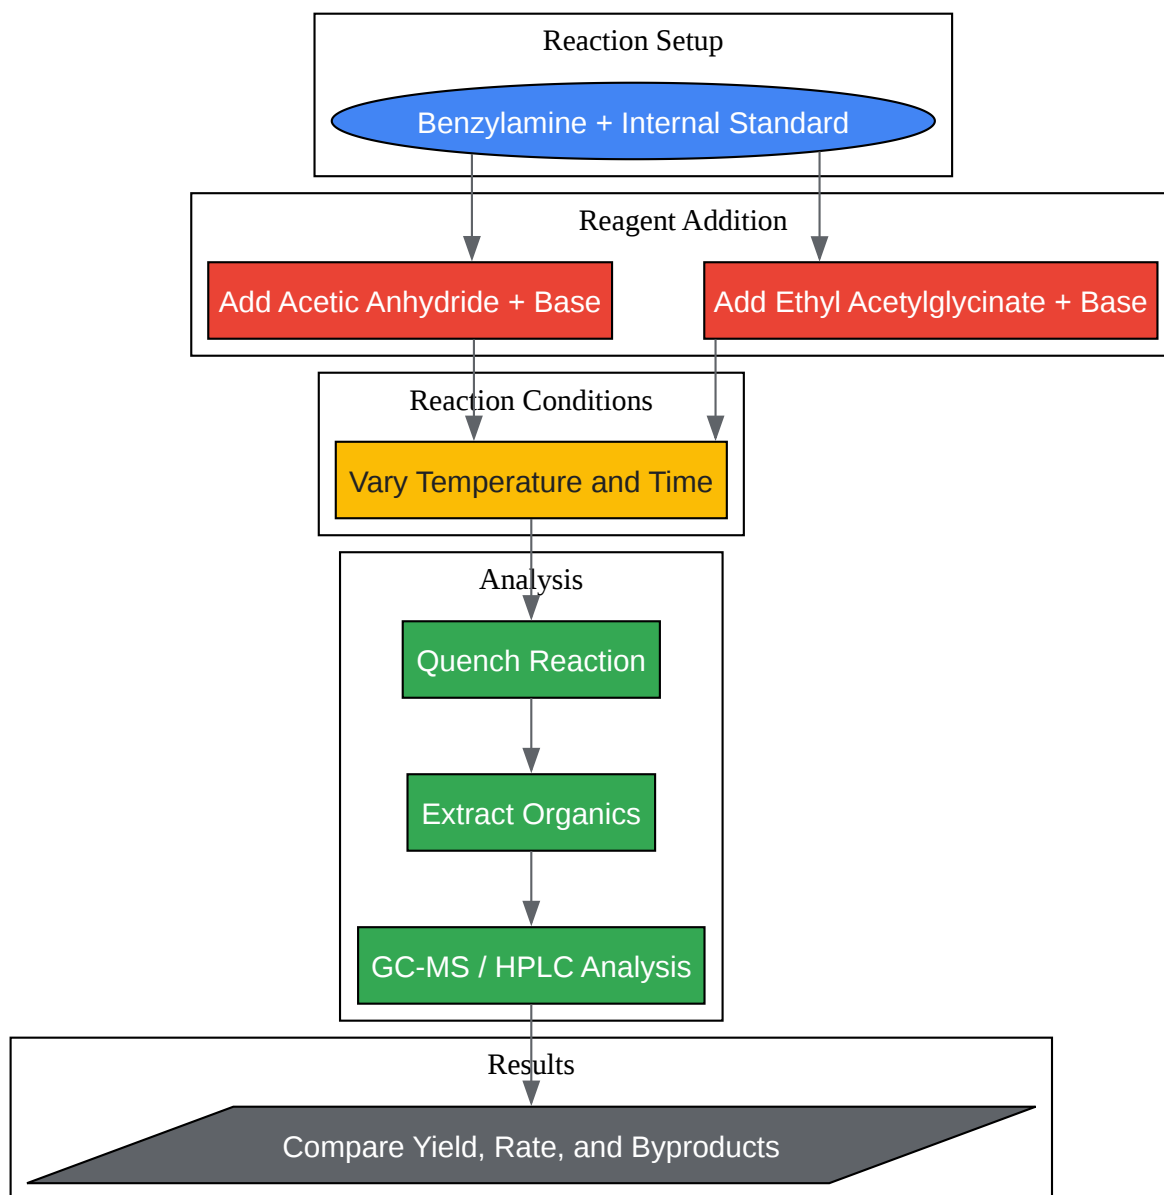 Reaction Setup
Benzylamine + Internal Standard
Reagent Addition
Add Acetic Anhydride + Base
Add Ethyl Acetylglycinate + Base
Reaction Conditions
Vary Temperature and Time
Analysis
Quench Reaction
Extract Organics
GC-MS / HPLC Analysis
Results
Compare Yield, Rate, and Byproducts